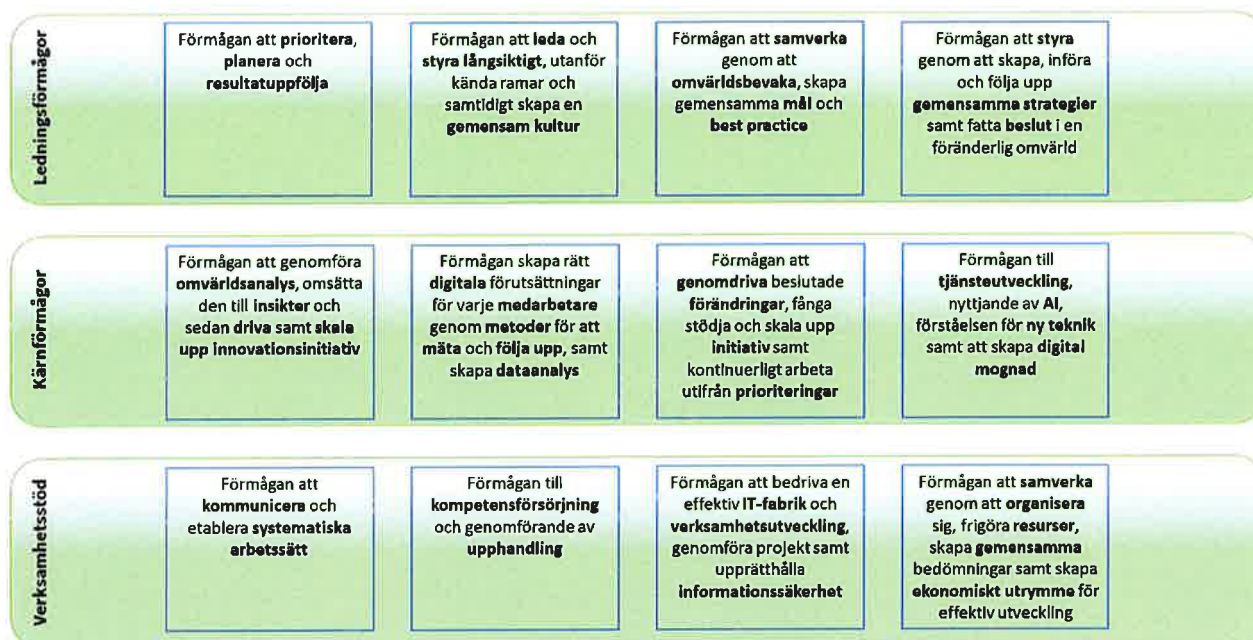 Ledningsförmågor
Förmågan att prioritera,
planera och
resultatuppfölja
Förmågan att leda och
styra långsiktigt, utanför
kända ramar och
samtidigt skapa en
gemensam kultur
Förmågan att samverka
genom att
omvärldsbevaka, skapa
gemensamma mål och
best practice
Förmågan att styra
genom att skapa, införa
och följa upp
gemensamma strategier
samt fatta beslut i en
föränderlig omvärld
Kärnförmågor
Förmågan att genomföra
omvärldsanalys, omsätta
den till insikter och
sedan driva samt skala
upp innovationsinitiativ
Förmågan skapa rätt
digitala förutsättningar
för varje medarbetare
genom metoder för att
mäta och följa upp, samt
skapa dataanalys
Förmågan att
genomdriva beslutade
förändringar, fånga
stödja och skala upp
initiativ samt
kontinuerligt arbeta
utifrån prioriteringar
Förmågan till
tjänsteutveckling,
nyttjande av AI,
förståelsen för ny teknik
samt att skapa digital
mognad
Verksamhetsstöd
Förmågan att
kommunicera och
etablera systematiska
arbetssätt
Förmågan till
kompetensförsörjning
och genomförande av
upphandling
Förmågan att bedriva en
effektiv IT-fabrik och
verksamhetsutveckling,
genomföra projekt samt
upprätthålla
informationssäkerhet
Förmågan att samverka
genom att organisera
sig, frigöra resurser,
skapa gemensamma
bedömningar samt skapa
ekonomiskt utrymme för
effektiv utveckling